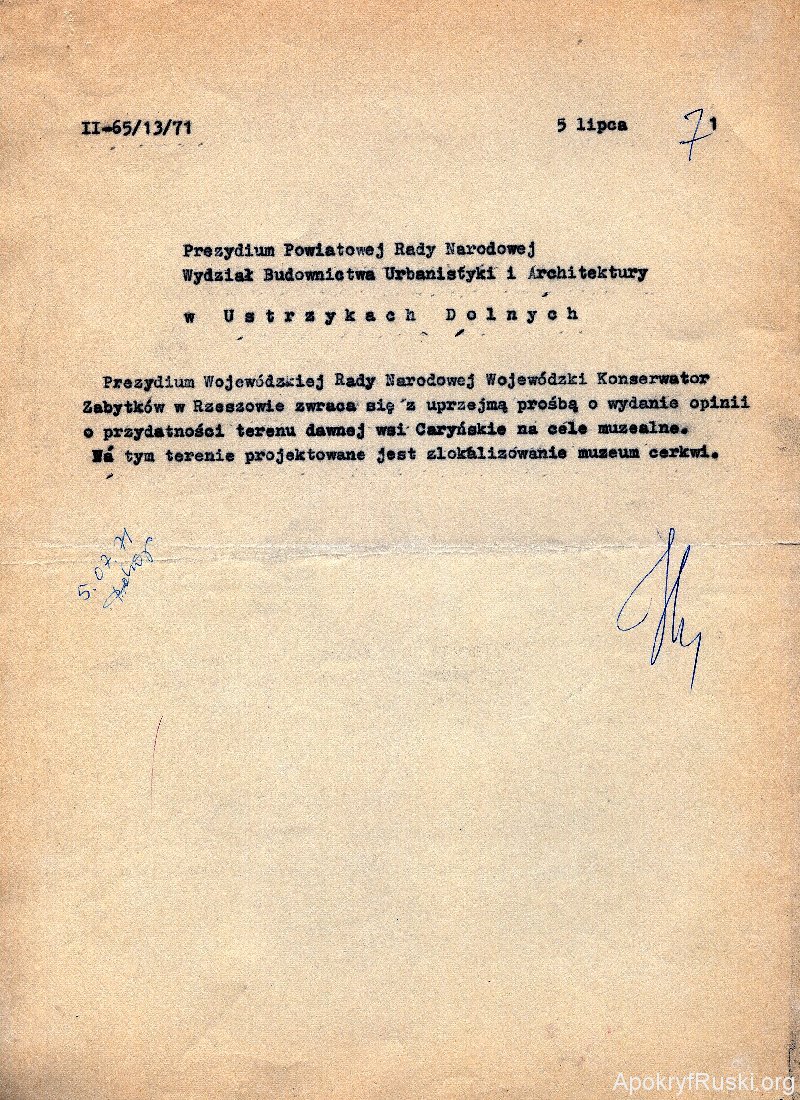 II-65/13/71
5 lipca 71
Prezydium Powiatowej Rady Narodowej
Wydział Budownictwa Urbanistyki i Architektury
w Ustrzykach Dolnych
Prezydium Wojewódzkiej Rady Narodowej Wojewódzki Konserwator
Zabytków w Rzeszowie zwraca się z uprzejmą prośbą o wydanie opinii
o przydatności terenu dawnej wsi Caryńskie na cele muzealne.
Na tym terenie projektowane jest zlokalizowanie muzeum cerkwi.
5.07.71
ApokryfRuski.org